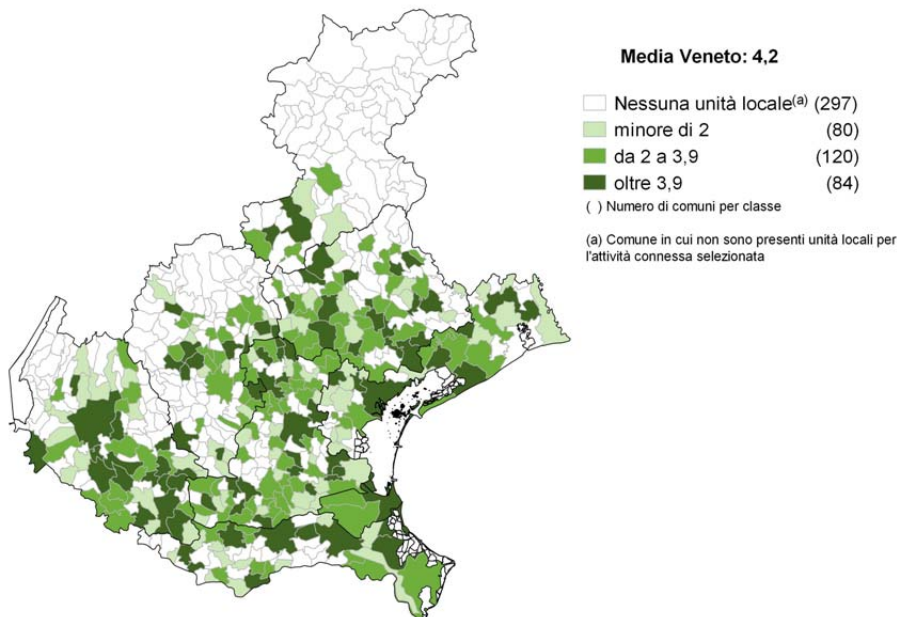 Media Veneto: 4,2
Nessuna unità locale(a) (297)
minore di 2 (80)
da 2 a 3,9 (120)
oltre 3,9 (84)
( ) Numero di comuni per classe
(a) Comune in cui non sono presenti unità locali per
l'attività connessa selezionata